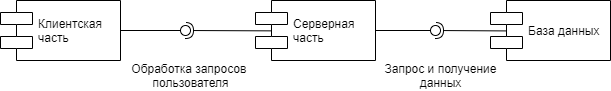 Клиентская
часть
Серверная
часть
База данных
Обработка запросов
пользователя
Запрос и получение
данных